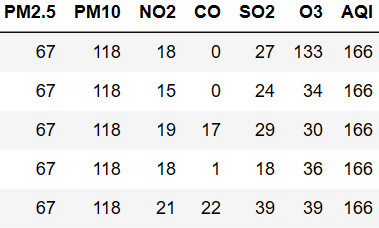 PM2.5 PM10 NO2 CO SO2 O3 AQI
67 118 18 0 27 133 166
67 118 15 0 24 34 166
67 118 19 17 29 30 166
67 118 18 1 18 36 166
67 118 21 22 39 39 166